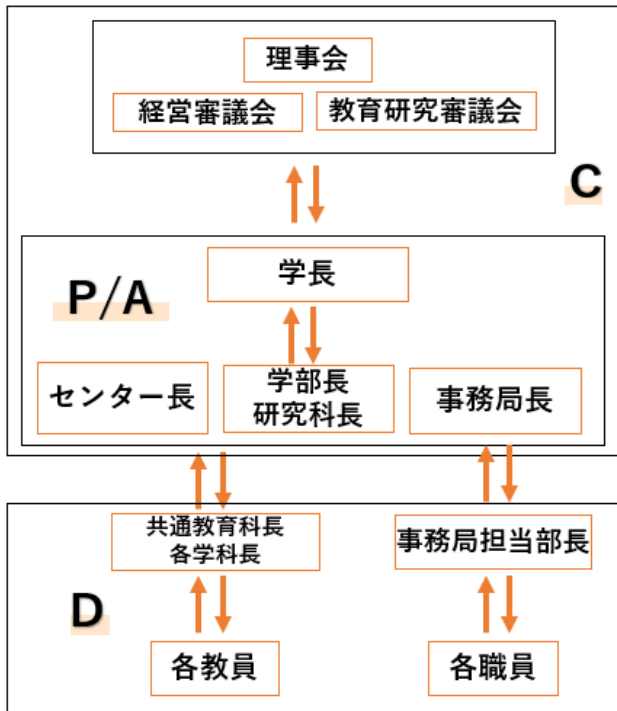 理事会
経営審議会
教育研究審議会
C
学長
P/A
センター長
学部長
研究科長
事務局長
共通教育科長
各学科長
事務局担当部長
D
各教員
各職員